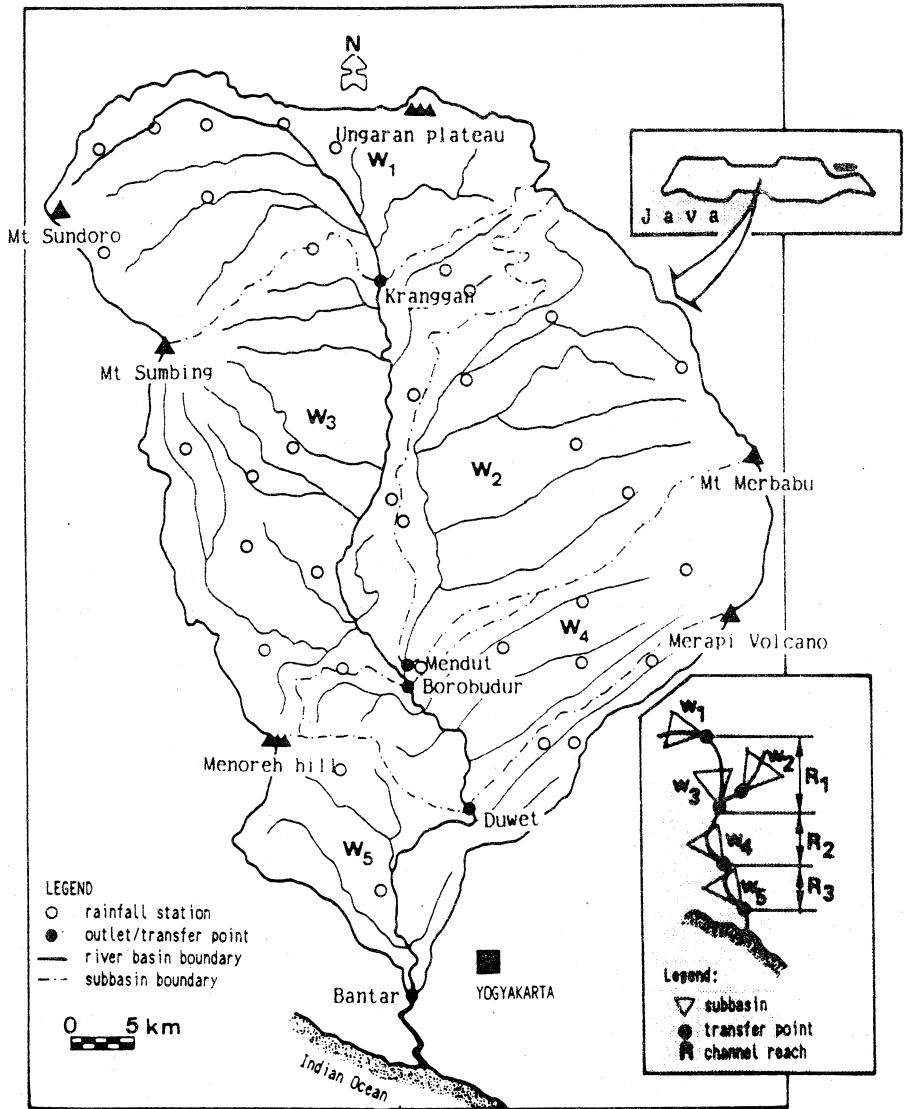 N
Ungaran plateau
W1
Java
Mt Sundoro
Kranggan
Mt Sumbing
W3
W2
Mt Merbabu
W4
Merapi Volcano
Mendut
Borobudur
Menoreh hill
Duwet
W5
LEGEND
rainfall station
outlet/transfer point
river basin boundary
subbasin boundary
0 5 km
Bantar
YOGYAKARTA
Indian Ocean
W1
W2
R1
W3
W4
R2
W5
R3
Legend:
subbasin
transfer point
R channel reach